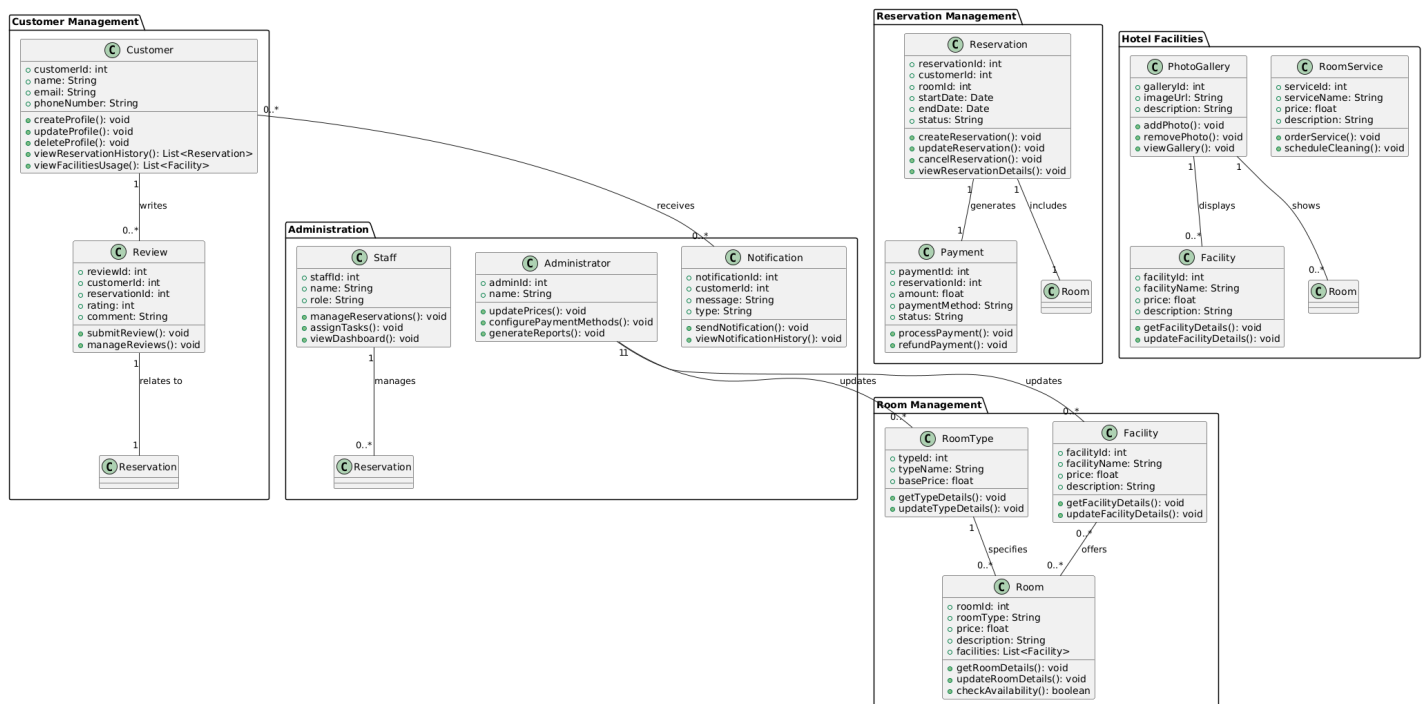 Customer Management
C Customer
customerId: int
name: String
email: String
phoneNumber: String
createProfile(): void
updateProfile(): void
deleteProfile(): void
viewReservationHistory(): List<Reservation>
viewFacilitiesUsage(): List<Facility>
1
writes
0..*
C Review
reviewId: int
customerId: int
reservationId: int
rating: int
comment: String
submitReview(): void
manageReviews(): void
1
relates to
1
C Reservation
0..*
receives
0..*
Administration
C Staff
staffId: int
name: String
role: String
manageReservations(): void
assignTasks(): void
viewDashboard(): void
1
manages
0..*
C Reservation
C Administrator
adminId: int
name: String
updatePrices(): void
configurePaymentMethods(): void
generateReports(): void
11
updates
0..*
updates
0..*
C Notification
notificationId: int
customerId: int
message: String
type: String
sendNotification(): void
viewNotificationHistory(): void
Reservation Management
C Reservation
reservationId: int
customerId: int
roomId: int
startDate: Date
endDate: Date
status: String
createReservation(): void
updateReservation(): void
cancelReservation(): void
viewReservationDetails(): void
1
generates
1
1
includes
1
C Payment
paymentId: int
reservationId: int
amount: float
paymentMethod: String
status: String
processPayment(): void
refundPayment(): void
C Room
Hotel Facilities
C PhotoGallery
galleryId: int
imageUrl: String
description: String
addPhoto(): void
removePhoto(): void
viewGallery(): void
C RoomService
serviceId: int
serviceName: String
price: float
description: String
orderService(): void
scheduleCleaning(): void
1
displays
0..*
1
shows
0..*
C Facility
facilityId: int
facilityName: String
price: float
description: String
getFacilityDetails(): void
updateFacilityDetails(): void
C Room
Room Management
C RoomType
typeId: int
typeName: String
basePrice: float
getTypeDetails(): void
updateTypeDetails(): void
C Facility
facilityId: int
facilityName: String
price: float
description: String
getFacilityDetails(): void
updateFacilityDetails(): void
1
specifies
0..*
0..*
offers
0..*
C Room
roomId: int
roomType: String
price: float
description: String
facilities: List<Facility>
getRoomDetails(): void
updateRoomDetails(): void
checkAvailability(): boolean